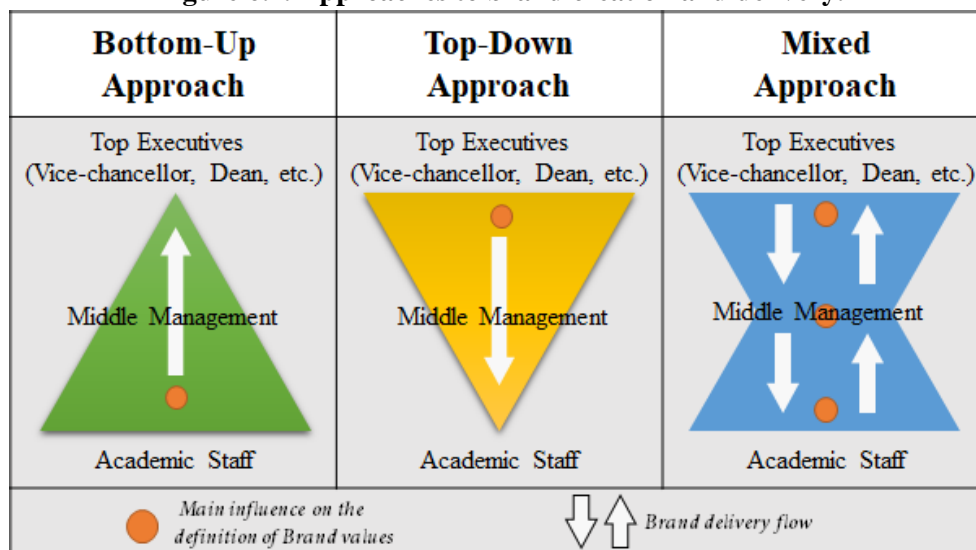 Bottom-Up
Approach
Top-Down
Approach
Mixed
Approach
Top Executives
(Vice-chancellor, Dean, etc.)
Middle Management
Academic Staff
Top Executives
(Vice-chancellor, Dean, etc.)
Middle Management
Academic Staff
Top Executives
(Vice-chancellor, Dean, etc.)
Middle Management
Academic Staff
Main influence on the
definition of Brand values
Brand delivery flow